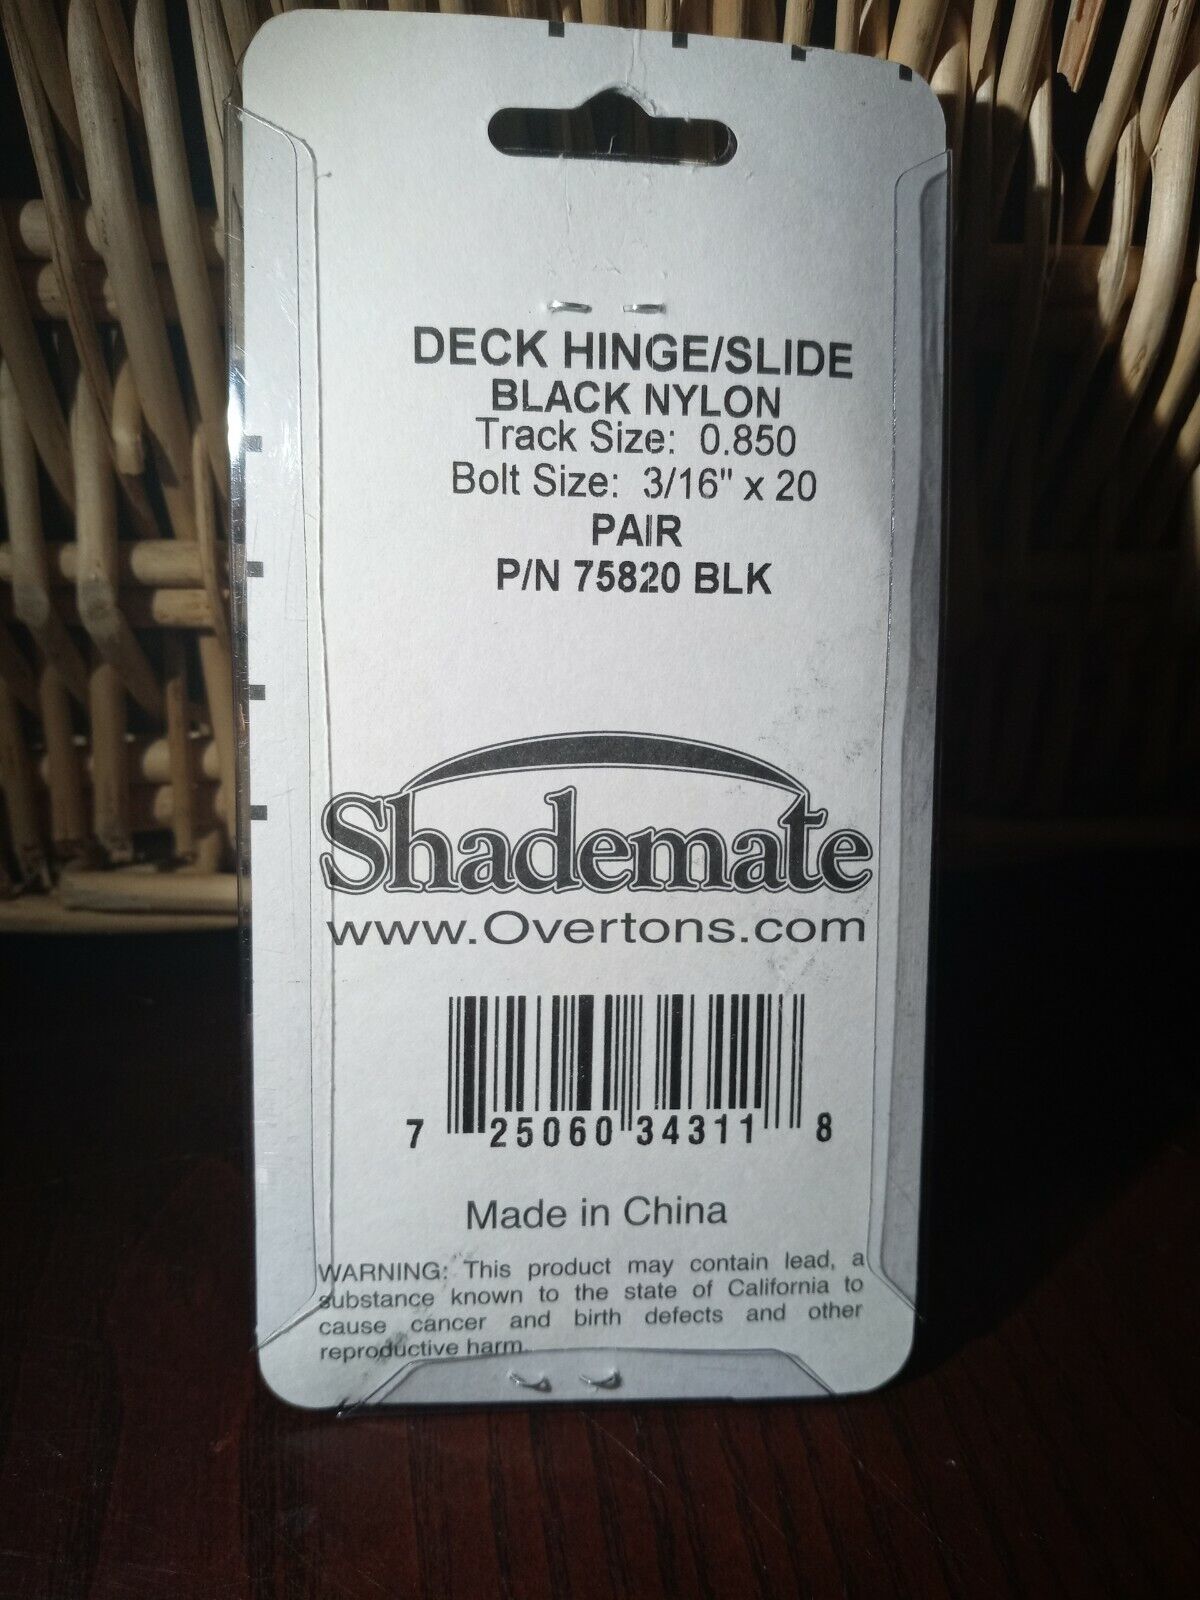 DECK HINGE/SLIDE
BLACK NYLON
Track Size: 0.850
Bolt Size: 3/16" x 20
PAIR
P/N 75820 BLK
Shademate
www.Overtons.com
7 25060 34311 8
Made in China
WARNING: This product may contain lead, a
substance known to the state of California to
cause cancer and birth defects and other
reproductive harm.